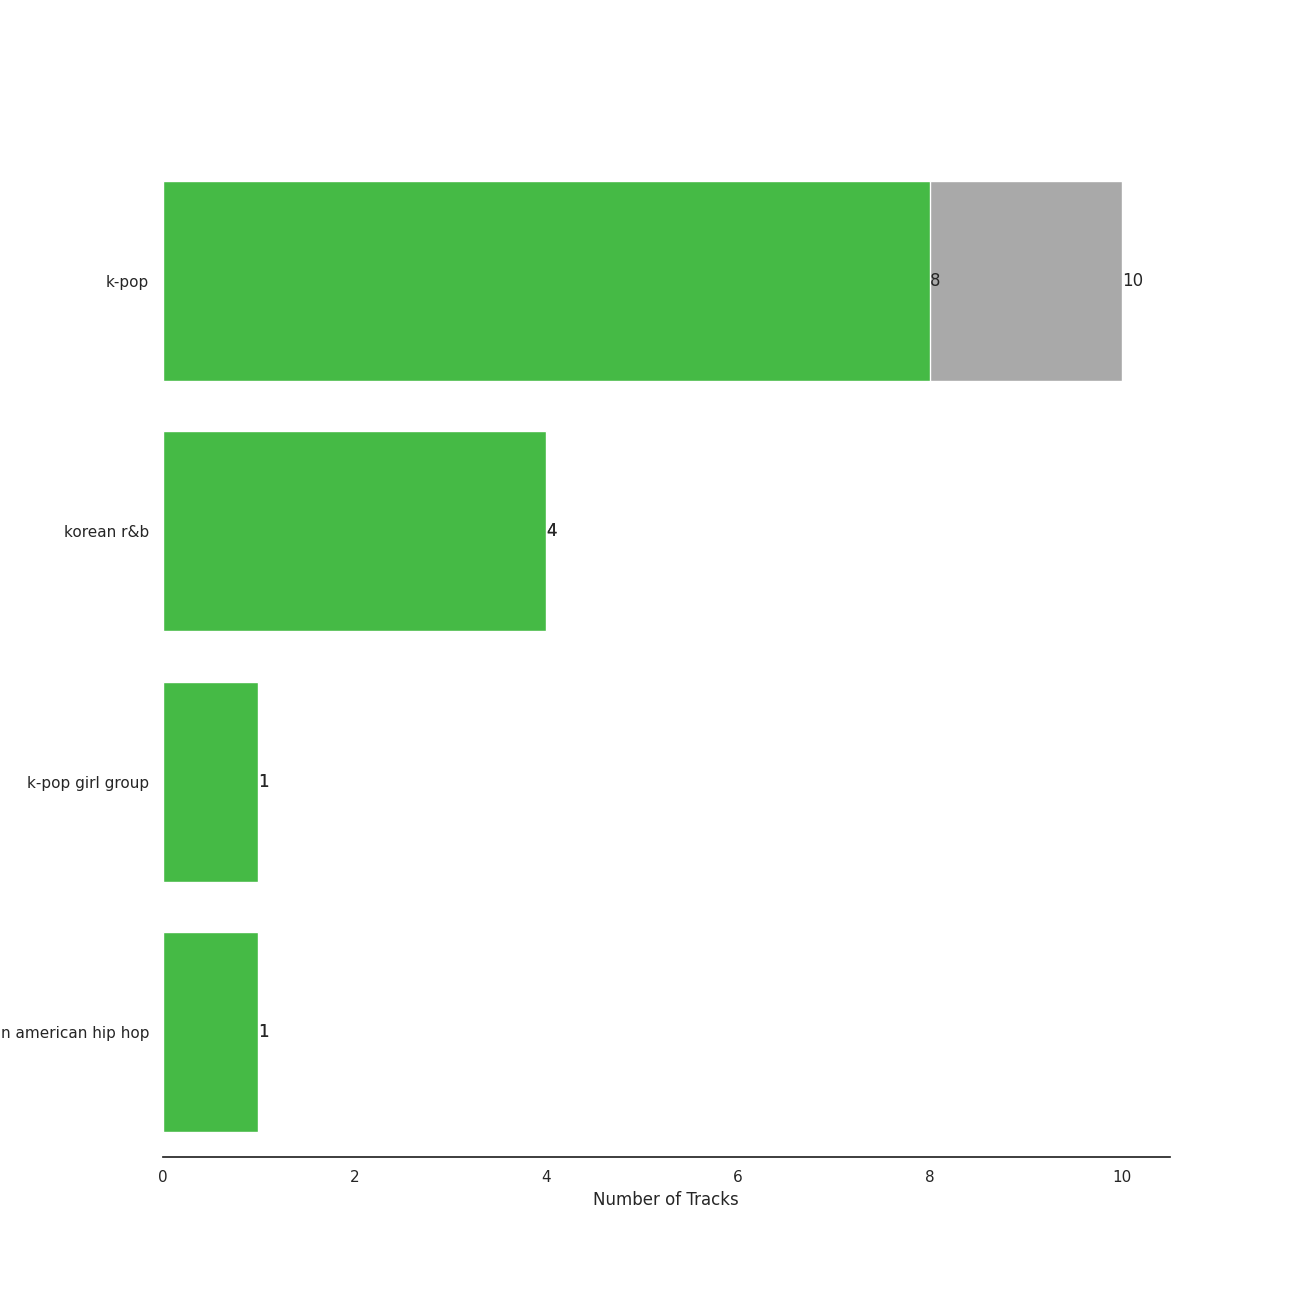 k-pop
8
10
korean r&b
4
k-pop girl group
1
n american hip hop
1
0 2 4 6 8 10
Number of Tracks